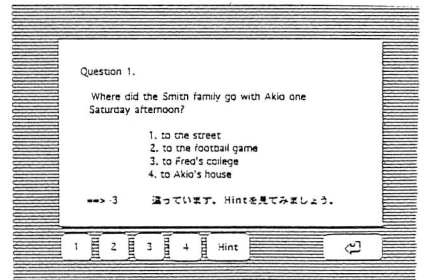 Question 1.
Where did the Smith family go with Akio one
Saturday afternoon?
1. to the street
2. to the football game
3. to Fred's college
4. to Akio's house
==> 3 違っています。Hintを見てみましょう。
1 2 3 4 Hint